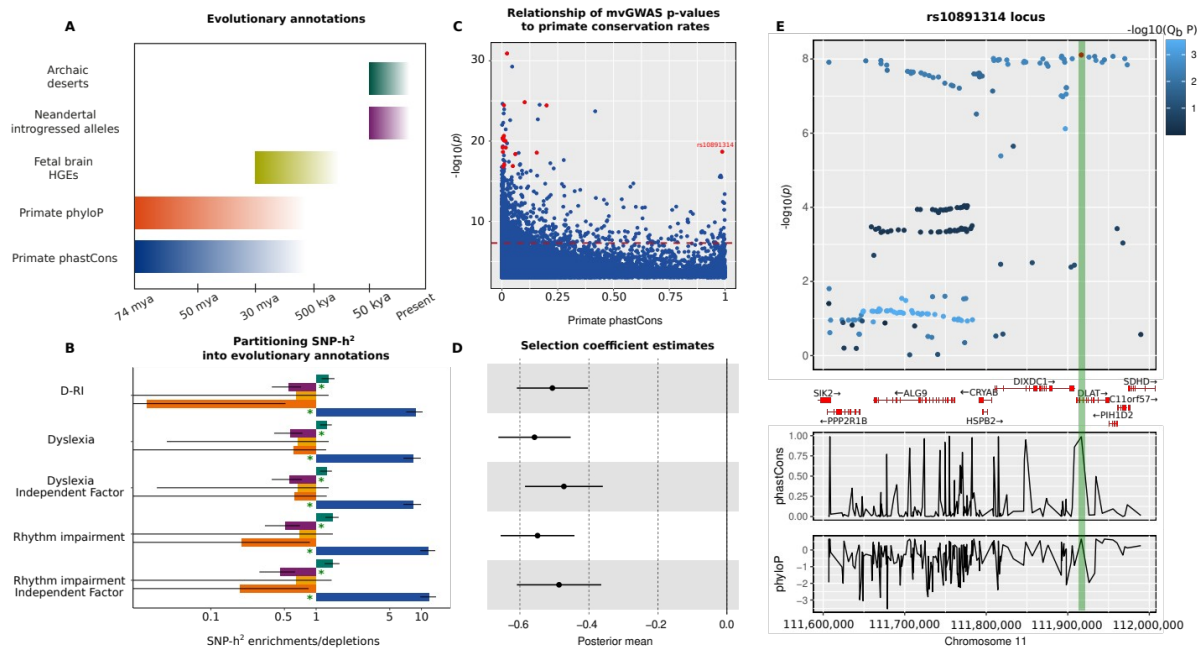 A
Evolutionary annotations
Archaic
deserts
Neandertal
introgressed alleles
Fetal brain
HGEs
Primate phyloP
Primate phastCons
74 mya
50 mya
30 mya
500 kya
50 kya
Present
B
Partitioning SNP-h²
into evolutionary annotations
D-RI
Dyslexia
Dyslexia
Independent Factor
Rhythm impairment
Rhythm impairment
Independent Factor
*
*
*
*
*
*
*
*
*
*
0.1
0.5
1
5
10
SNP-h² enrichments/depletions
C
Relationship of mvGWAS p-values
to primate conservation rates
30
20
10
-log₁₀(p)
rs10891314
0
0.25
0.50
0.75
1
Primate phastCons
D
Selection coefficient estimates
−0.6
−0.4
−0.2
0.0
Posterior mean
E
rs10891314 locus
-log10(Qb P)
3
2
1
8
6
4
2
0
-log₁₀(p)
DIXDC1→
SDHD→
SIK2→
←ALG9
←CRYAB
DLAT→
C11orf57→
←PPP2R1B
HSPB2→
←PIH1D2
phastCons
1.00
0.75
0.50
0.25
0.00
phyloP
0
−1
−2
−3
111,600,000
111,700,000
111,800,000
111,900,000
112,000,000
Chromosome 11